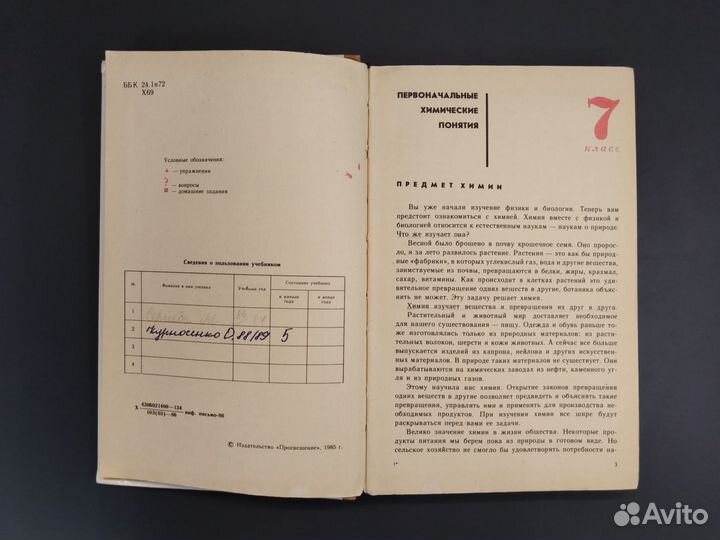 ББК 24.1я72
Х69
Условные обозначения:
+ — упражнения
? — вопросы
■ — домашние задания
Сведения о пользовании учебником
№ Фамилия и имя ученика Учебный год Состояние учебника
в начале года в конце года
1 86
2 Курносенко О. 88/89 5
3
4
Х 4306021400—134
103(03)—86 — инф. письмо—86
© Издательство «Просвещение», 1985 г.
ПЕРВОНАЧАЛЬНЫЕ
ХИМИЧЕСКИЕ
ПОНЯТИЯ
7
класс
ПРЕДМЕТ ХИМИИ
Вы уже начали изучение физики и биологии. Теперь вам
предстоит ознакомиться с химией. Химия вместе с физикой и
биологией относится к естественным наукам — наукам о природе.
Что же изучает она?
Весной было брошено в почву крошечное семя. Оно проросло,
и за лето развилось растение. Растения — это как бы природные
«фабрики», в которых углекислый газ, вода и другие вещества,
заимствуемые из почвы, превращаются в белки, жиры, крахмал,
сахар, витамины. Как происходит в клетках растений это удивительное
превращение одних веществ в другие, ботаника объяснить
не может. Эту задачу решает химия.
Химия изучает вещества и превращения их друг в друга.
Растительный и животный мир доставляет необходимое
для нашего существования — пищу. Одежда и обувь раньше тоже
изготовлялись только из природных материалов: из растительных
волокон, шерсти и кожи животных. А сейчас все больше
выпускается изделий из капрона, нейлона и других искусственных
материалов. В природе таких материалов не существует. Они
вырабатываются на химических заводах из нефти, каменного угля
и из природных газов.
Этому научила нас химия. Открытие законов превращения
одних веществ в другие позволяет предвидеть и объяснить такие
превращения, управлять ими и применять для производства необходимых
продуктов. При изучении химии все шире будут
раскрываться перед вами ее задачи.
Велико значение химии в жизни общества. Некоторые продукты
питания мы берем пока из природы в готовом виде. Но
сельское хозяйство не смогло бы удовлетворять потребности на-
1* 3
Avito